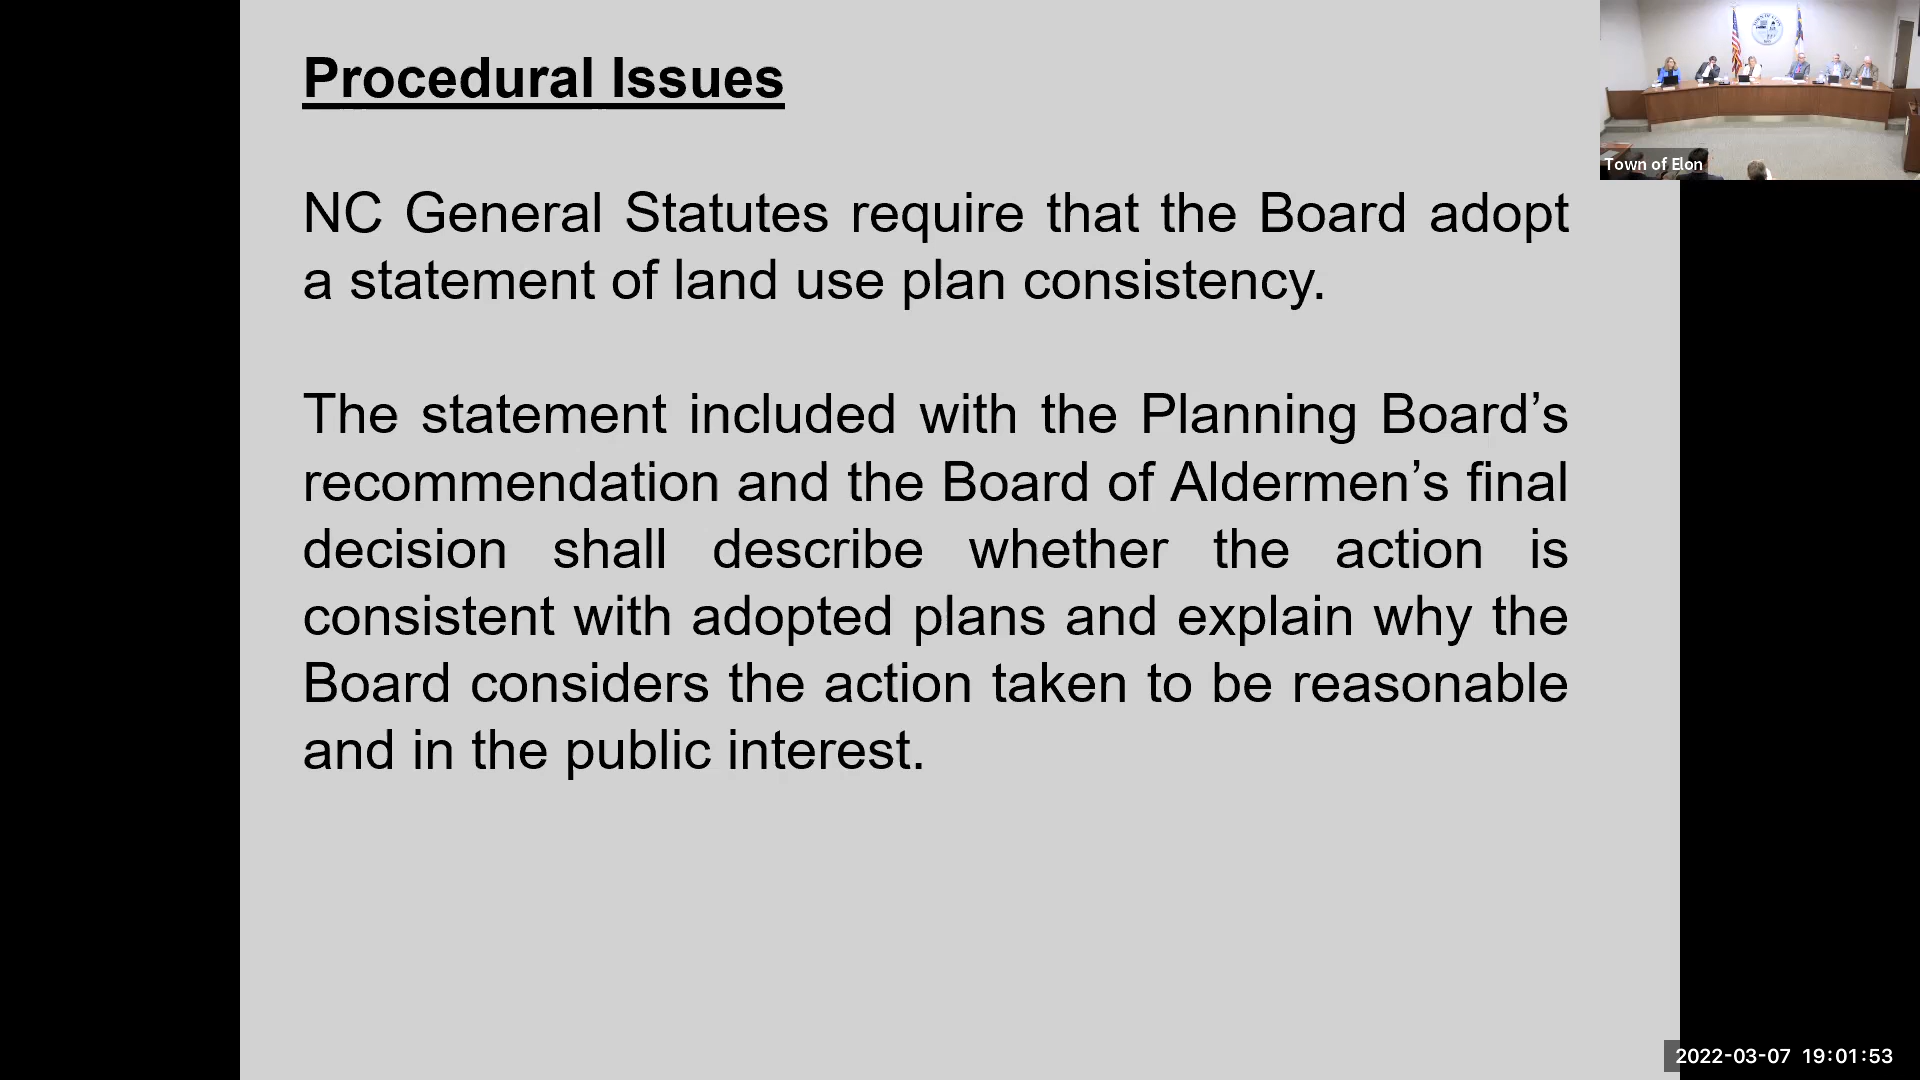 Procedural Issues
NC General Statutes require that the Board adopt
a statement of land use plan consistency.
The statement included with the Planning Board’s
recommendation and the Board of Aldermen’s final
decision shall describe whether the action is
consistent with adopted plans and explain why the
Board considers the action taken to be reasonable
and in the public interest.
Town of Elon
2022-03-07 19:01:53